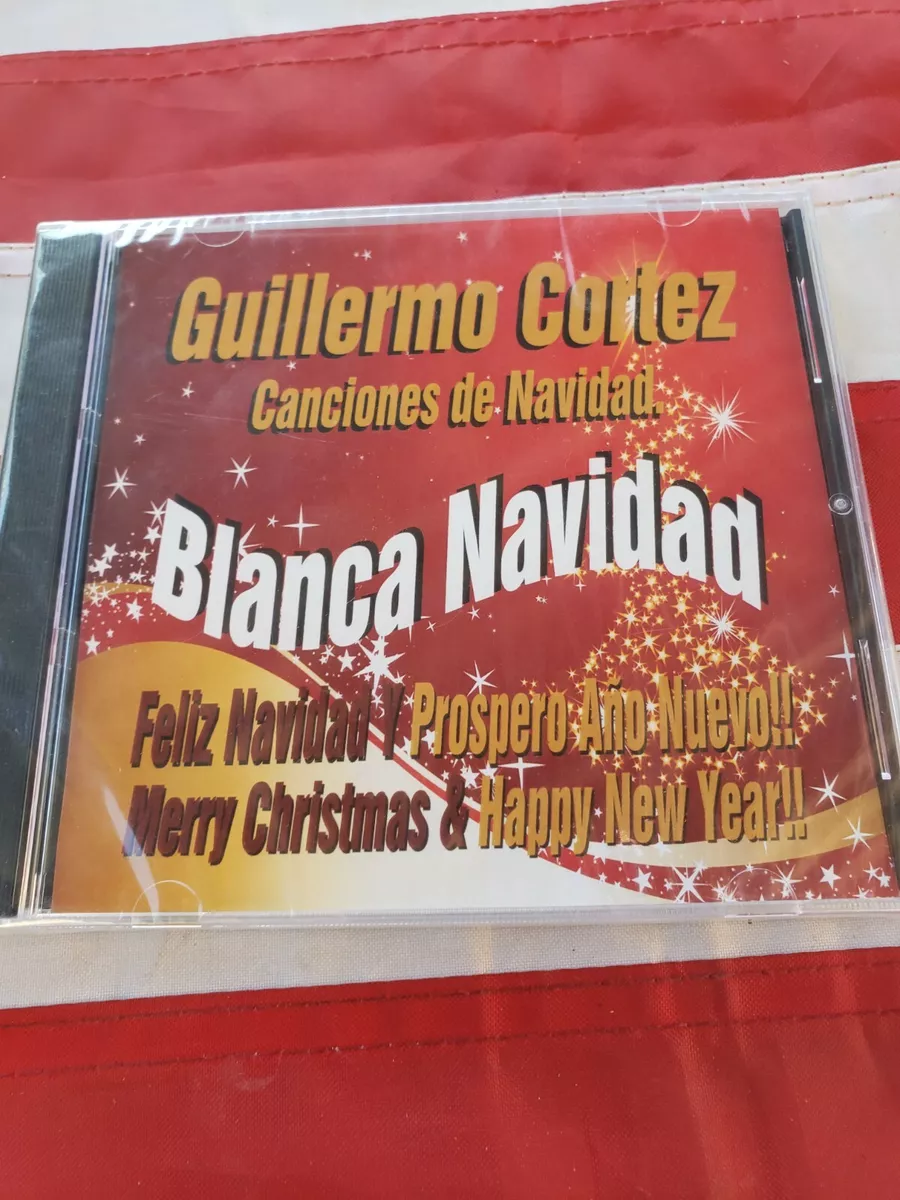 Guillermo Cortez
Canciones de Navidad.
Blanca Navidad
Feliz Navidad Y Prospero Año Nuevo!!
Merry Christmas & Happy New Year!!